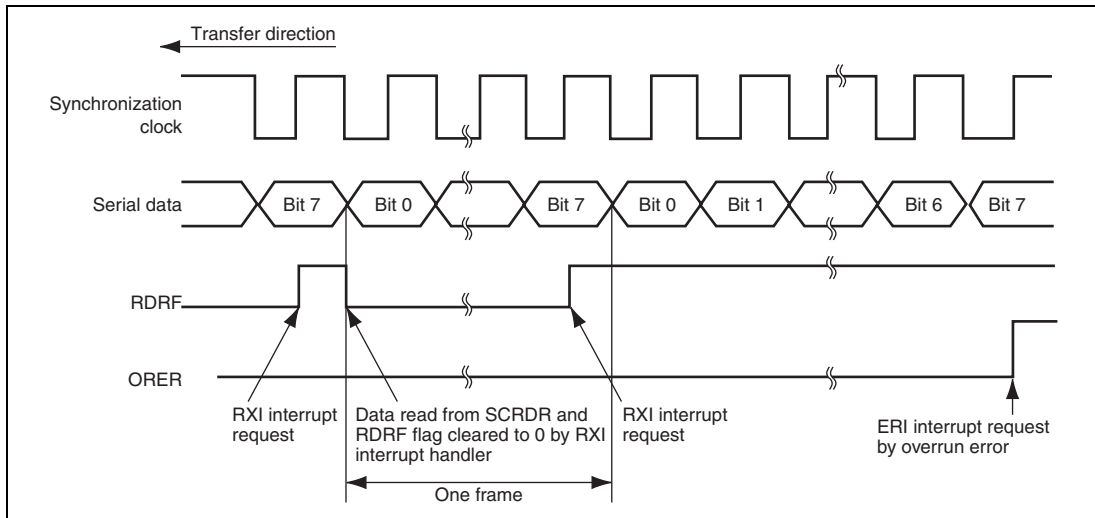 Transfer direction
Synchronization
clock
Serial data
Bit 7
Bit 0
Bit 7
Bit 0
Bit 1
Bit 6
Bit 7
RDRF
ORER
RXI interrupt
request
Data read from SCRDR and
RDRF flag cleared to 0 by RXI
interrupt handler
RXI interrupt
request
ERI interrupt request
by overrun error
One frame